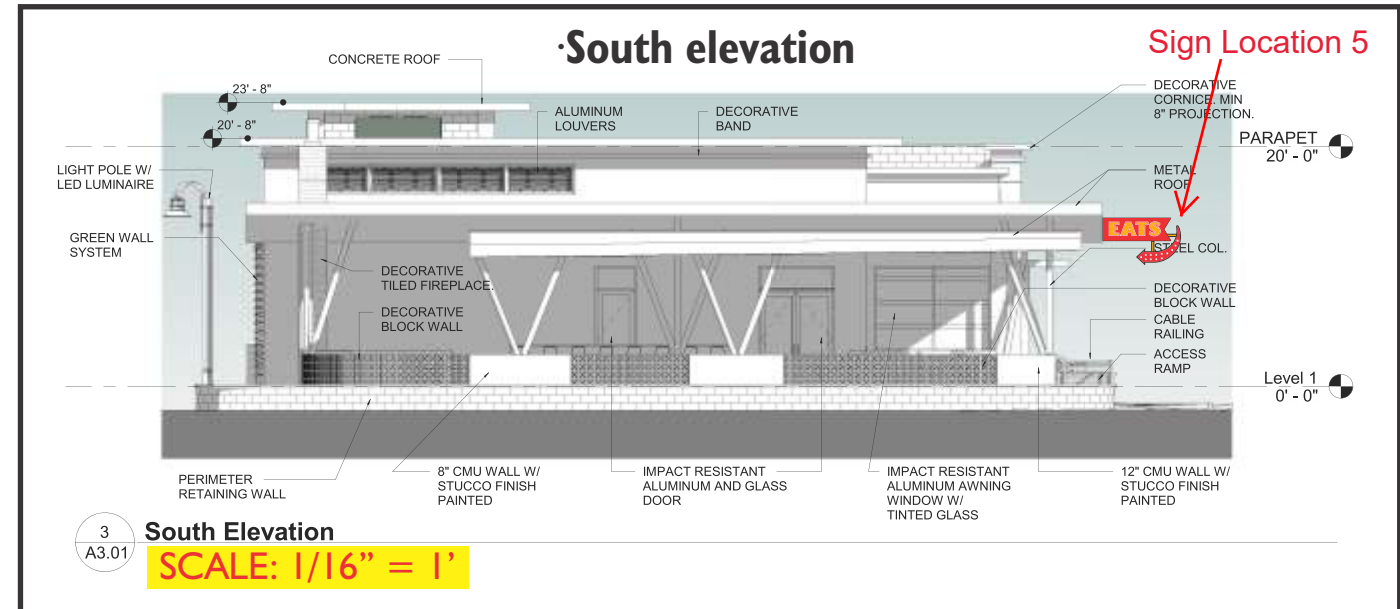 ·South elevation
Sign Location 5
CONCRETE ROOF
23' - 8"
20' - 8"
ALUMINUM
LOUVERS
DECORATIVE
BAND
DECORATIVE
CORNICE. MIN
8" PROJECTION.
PARAPET
20' - 0"
LIGHT POLE W/
LED LUMINAIRE
METAL
ROOF
GREEN WALL
SYSTEM
EATS
STEEL COL.
DECORATIVE
TILED FIREPLACE.
DECORATIVE
BLOCK WALL
DECORATIVE
BLOCK WALL
CABLE
RAILING
ACCESS
RAMP
Level 1
0' - 0"
PERIMETER
RETAINING WALL
8" CMU WALL W/
STUCCO FINISH
PAINTED
IMPACT RESISTANT
ALUMINUM AND GLASS
DOOR
IMPACT RESISTANT
ALUMINUM AWNING
WINDOW W/
TINTED GLASS
12" CMU WALL W/
STUCCO FINISH
PAINTED
3
A3.01
South Elevation
SCALE: 1/16” = 1’